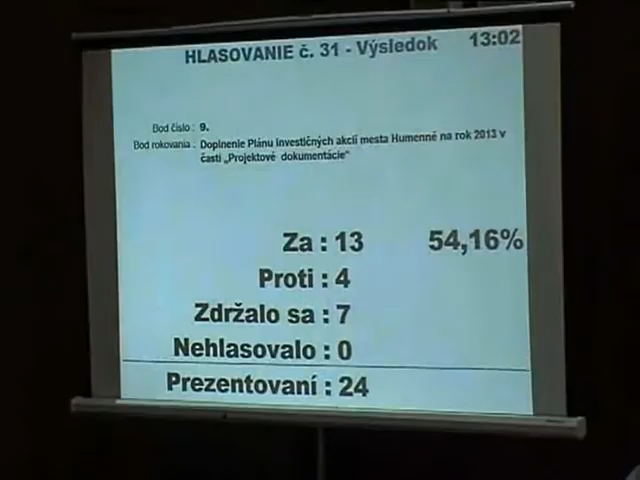 HLASOVANIE č. 31 - Výsledok 13:02
Bod číslo : 9.
Bod rokovania : Doplnenie Plánu investičných akcií mesta Humenné na rok 2013 v
časti „Projektové dokumentácie“
Za : 13 54,16%
Proti : 4
Zdržalo sa : 7
Nehlasovalo : 0
Prezentovaní : 24